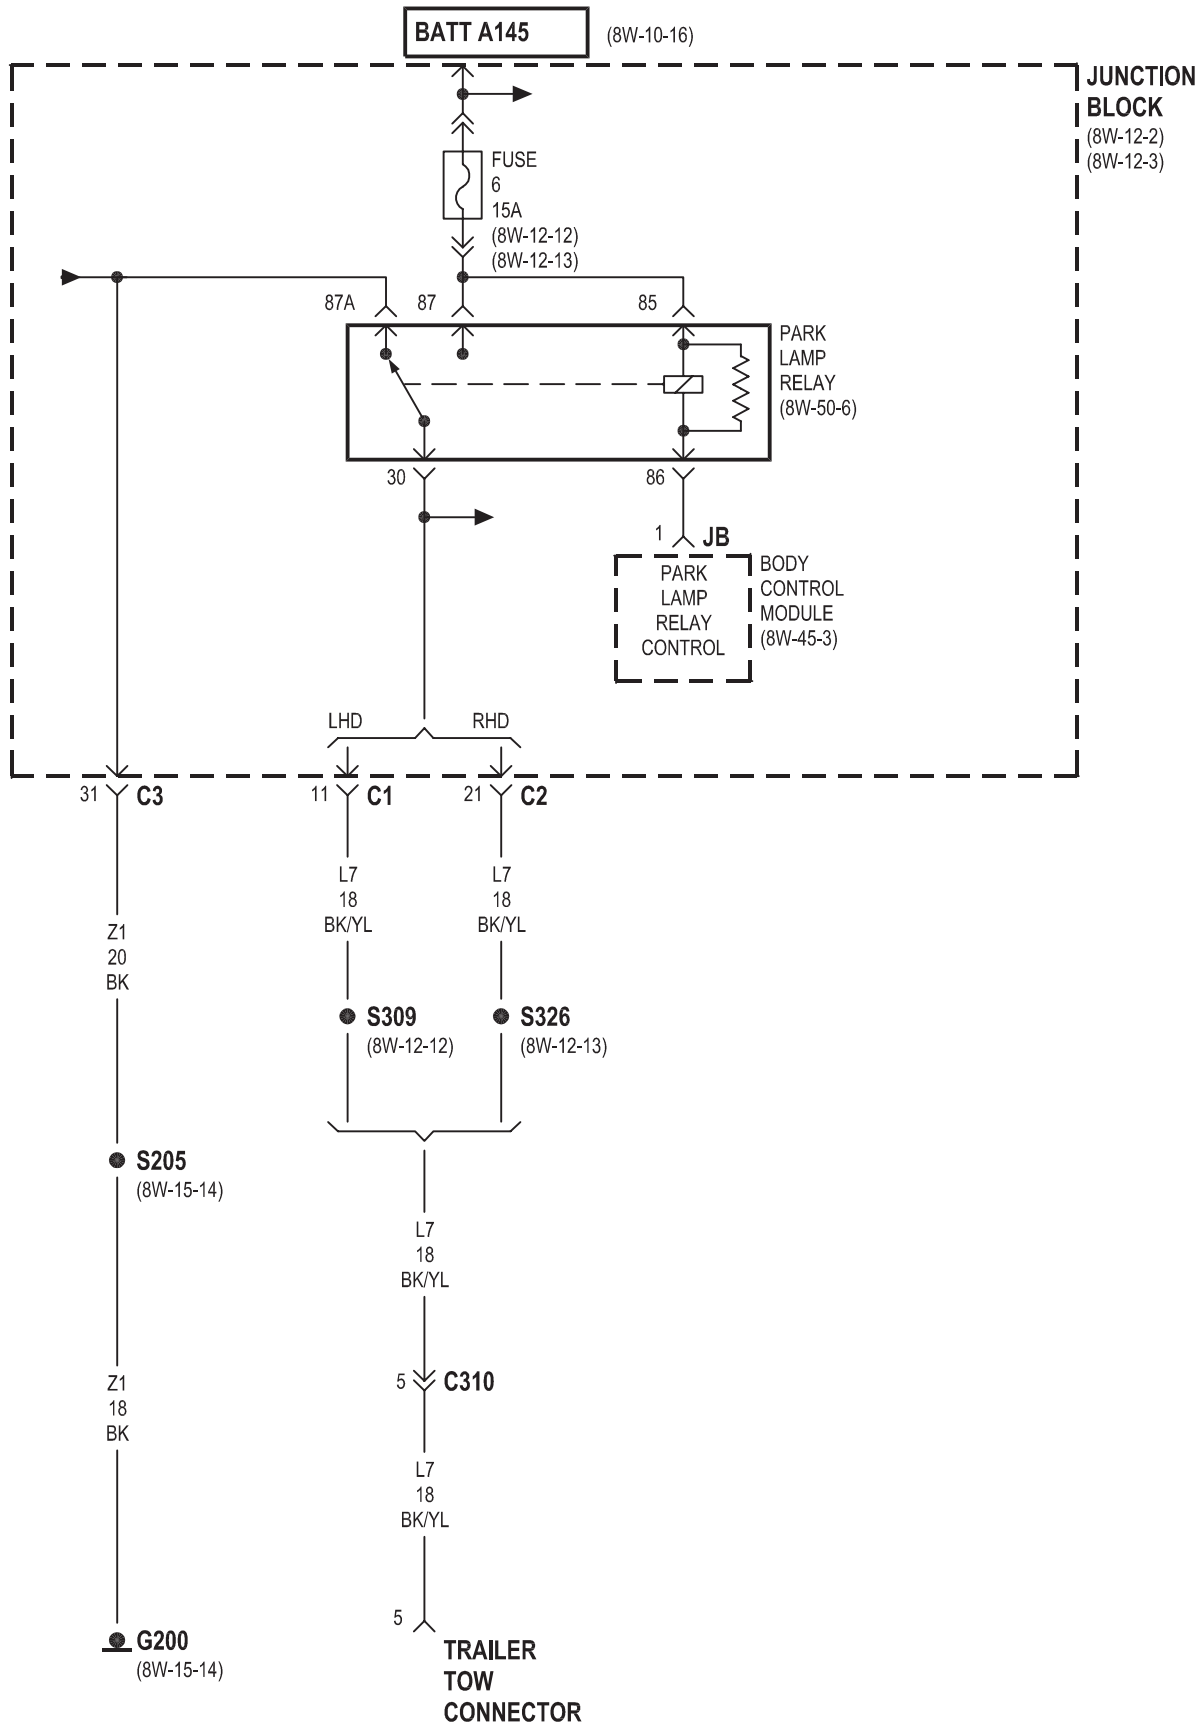 BATT A145
(8W-10-16)
JUNCTION
BLOCK
(8W-12-2)
(8W-12-3)
FUSE
6
15A
(8W-12-12)
(8W-12-13)
87A
87
85
PARK
LAMP
RELAY
(8W-50-6)
30
86
1
JB
PARK
LAMP
RELAY
CONTROL
BODY
CONTROL
MODULE
(8W-45-3)
LHD
RHD
31
C3
11
C1
21
C2
L7
18
BK/YL
L7
18
BK/YL
Z1
20
BK
S309
(8W-12-12)
S326
(8W-12-13)
S205
(8W-15-14)
L7
18
BK/YL
Z1
18
BK
5
C310
L7
18
BK/YL
5
G200
(8W-15-14)
TRAILER
TOW
CONNECTOR